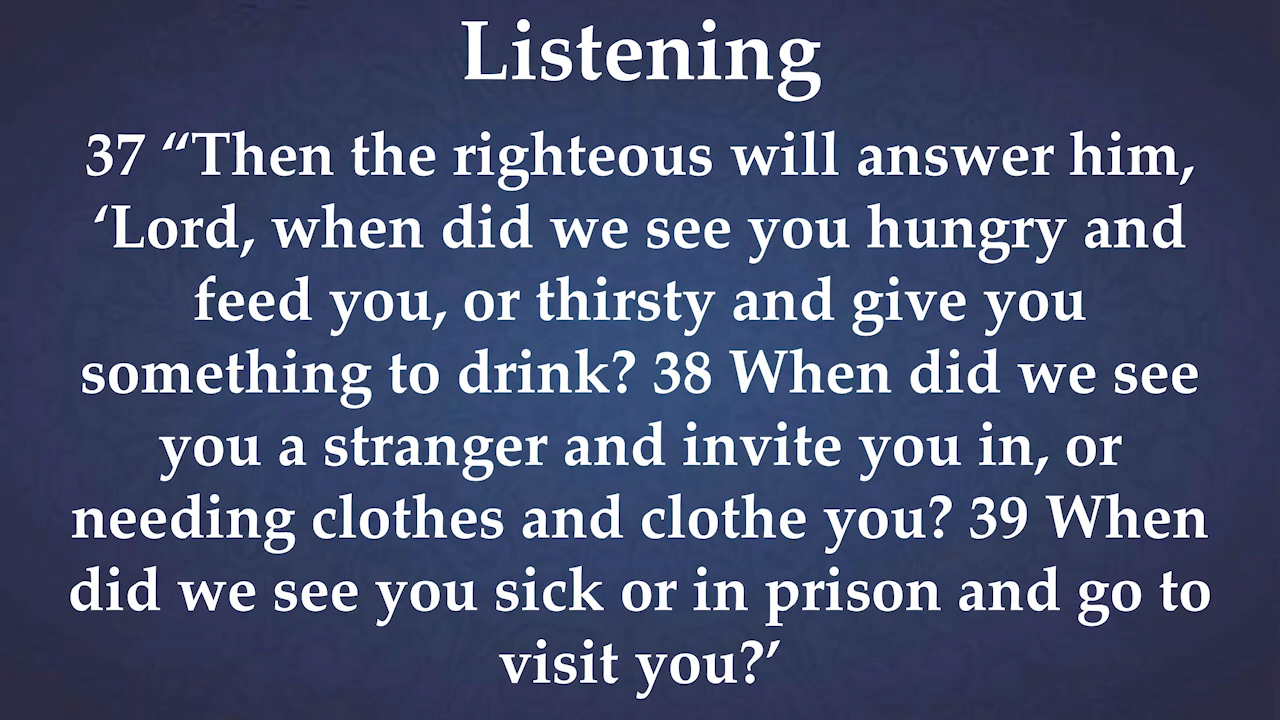 Listening
37 “Then the righteous will answer him,
‘Lord, when did we see you hungry and
feed you, or thirsty and give you
something to drink? 38 When did we see
you a stranger and invite you in, or
needing clothes and clothe you? 39 When
did we see you sick or in prison and go to
visit you?’